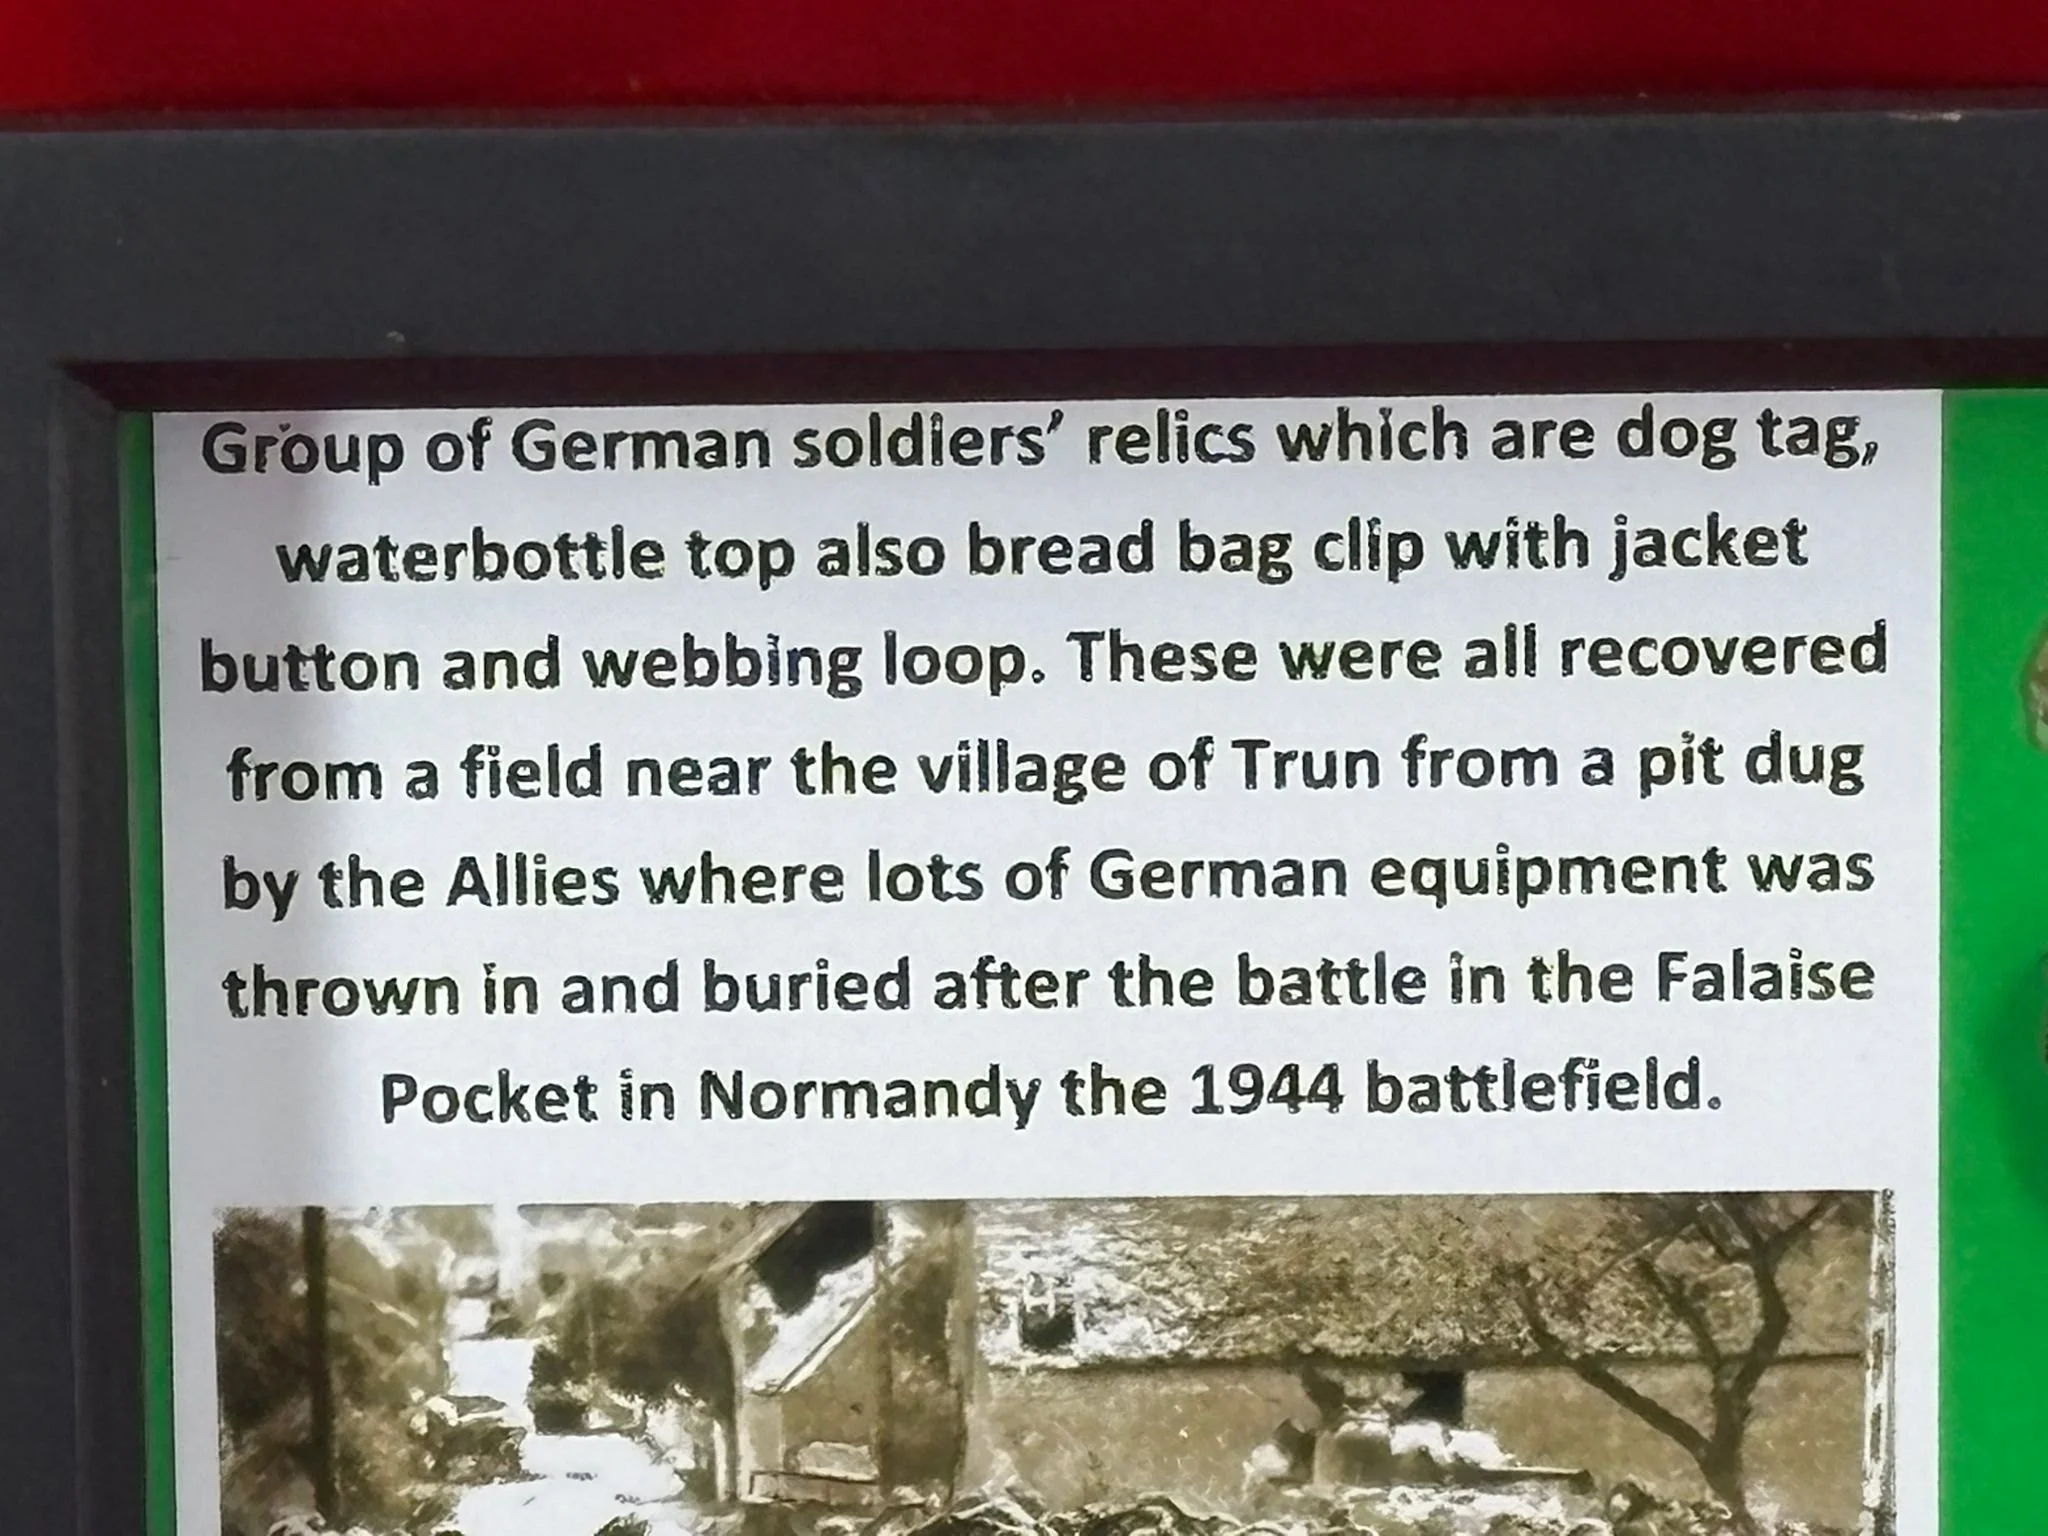 Group of German soldiers’ relics which are dog tag,
waterbottle top also bread bag clip with jacket
button and webbing loop. These were all recovered
from a field near the village of Trun from a pit dug
by the Allies where lots of German equipment was
thrown in and buried after the battle in the Falaise
Pocket in Normandy the 1944 battlefield.